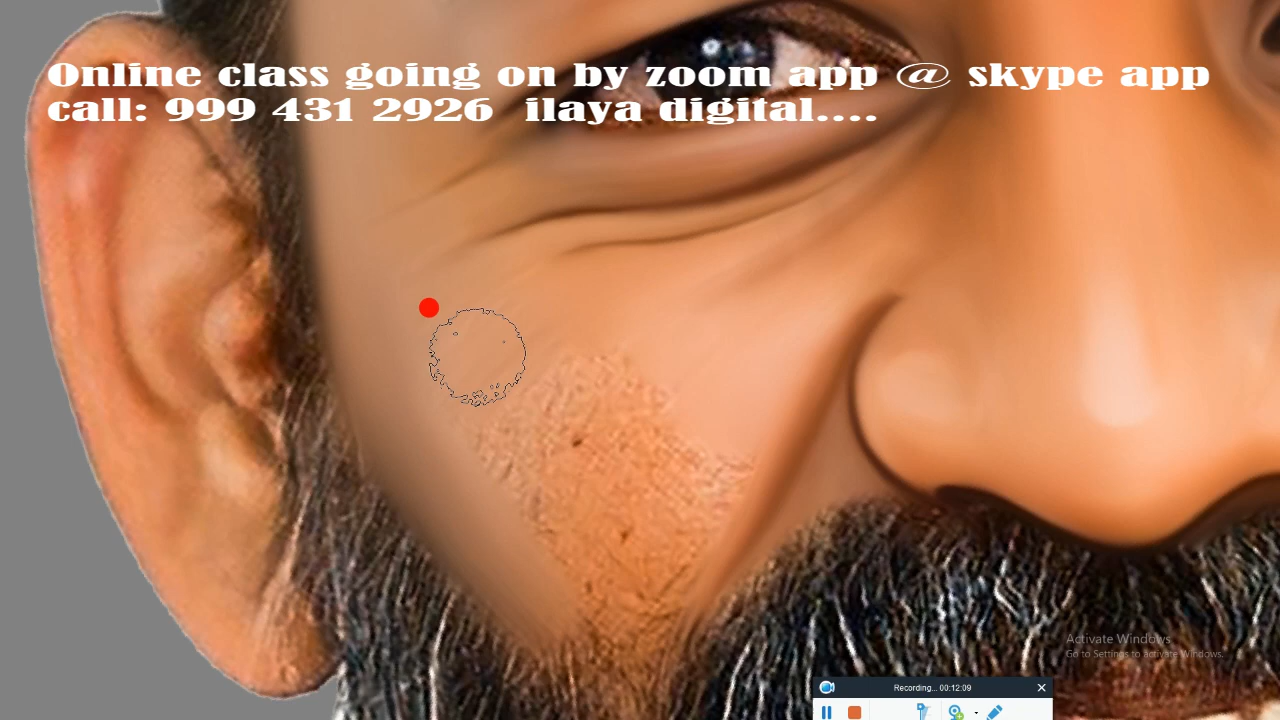 Online class going on by zoom app @ skype app
call: 999 431 2926 ilaya digital....
Activate Windows
Go to Settings to activate Windows.
Recording... 00:12:09